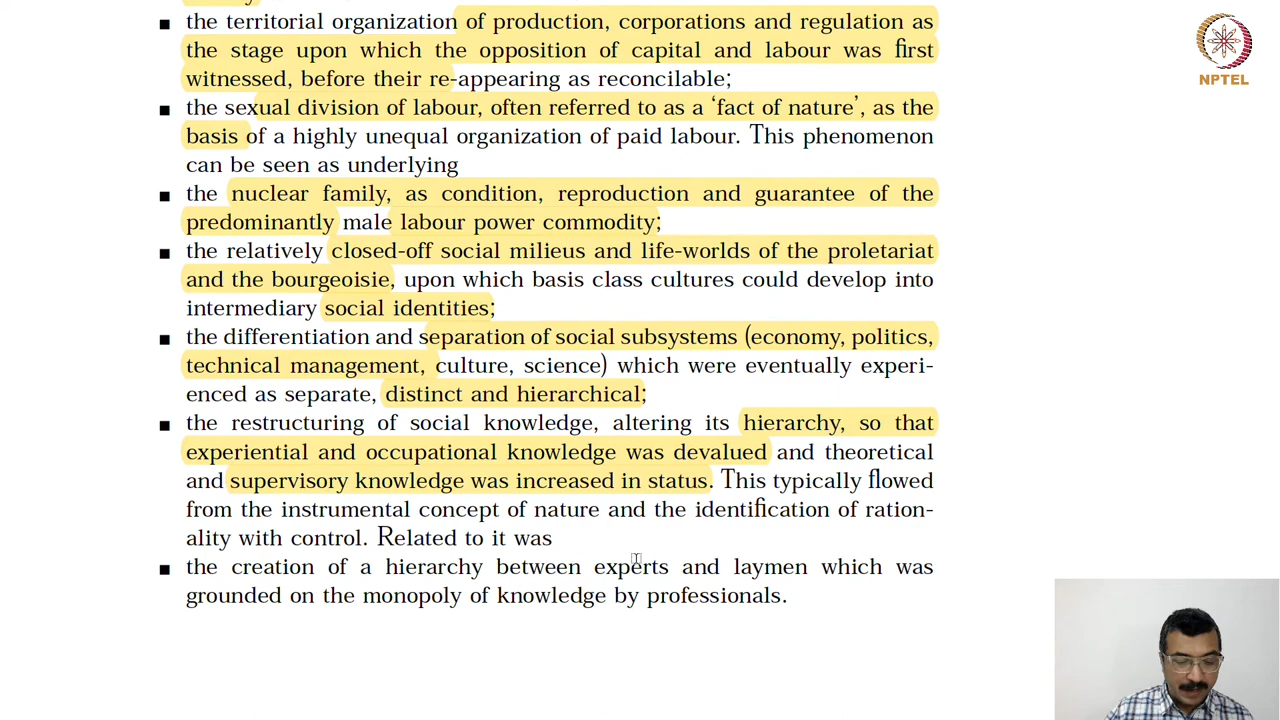 ■ the territorial organization of production, corporations and regulation as
the stage upon which the opposition of capital and labour was first
witnessed, before their re-appearing as reconcilable;
■ the sexual division of labour, often referred to as a ‘fact of nature’, as the
basis of a highly unequal organization of paid labour. This phenomenon
can be seen as underlying
■ the nuclear family, as condition, reproduction and guarantee of the
predominantly male labour power commodity;
■ the relatively closed-off social milieus and life-worlds of the proletariat
and the bourgeoisie, upon which basis class cultures could develop into
intermediary social identities;
■ the differentiation and separation of social subsystems (economy, politics,
technical management, culture, science) which were eventually experi-
enced as separate, distinct and hierarchical;
■ the restructuring of social knowledge, altering its hierarchy, so that
experiential and occupational knowledge was devalued and theoretical
and supervisory knowledge was increased in status. This typically flowed
from the instrumental concept of nature and the identification of ration-
ality with control. Related to it was
■ the creation of a hierarchy between experts and laymen which was
grounded on the monopoly of knowledge by professionals.
NPTEL